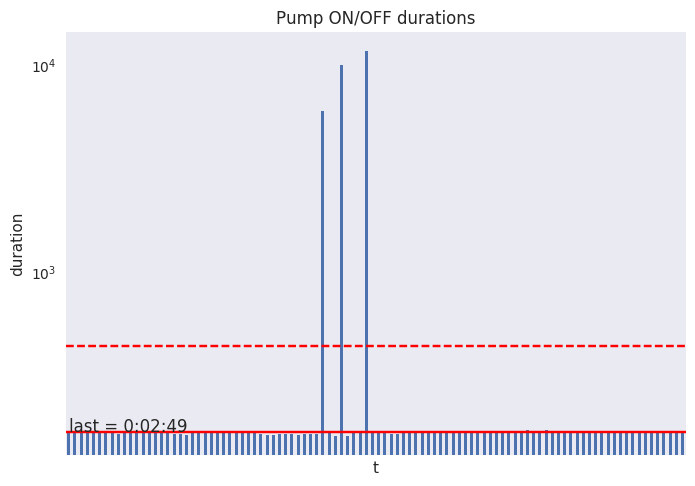 Pump ON/OFF durations
10⁴
10³
duration
last = 0:02:49
t